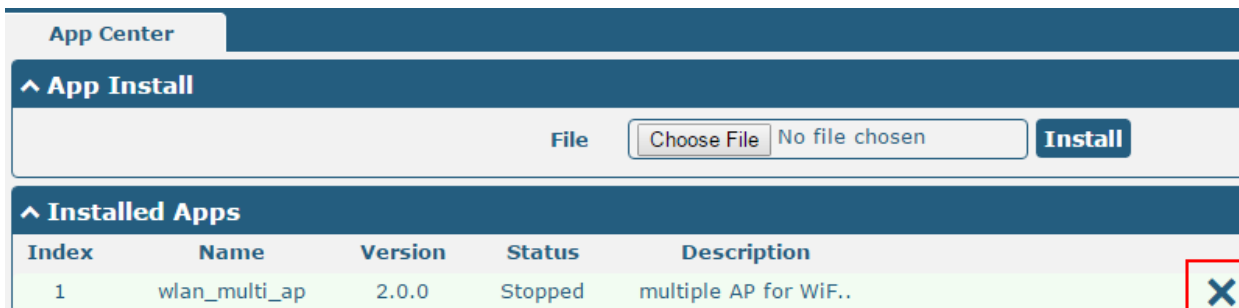 App Center
App Install
File Choose File No file chosen Install
Installed Apps
Index Name Version Status Description
1 wlan_multi_ap 2.0.0 Stopped multiple AP for WiF..